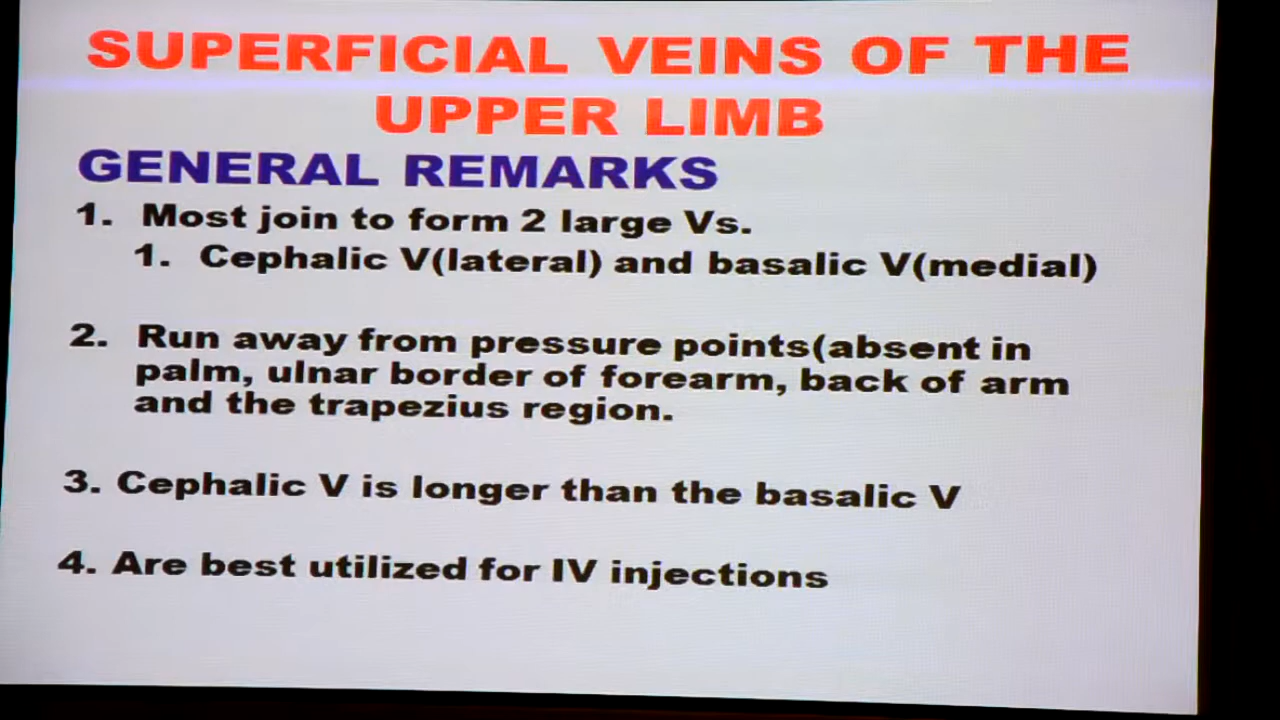 SUPERFICIAL VEINS OF THE
UPPER LIMB
GENERAL REMARKS
1. Most join to form 2 large Vs.
1. Cephalic V(lateral) and basalic V(medial)
2. Run away from pressure points(absent in
palm, ulnar border of forearm, back of arm
and the trapezius region.
3. Cephalic V is longer than the basalic V
4. Are best utilized for IV injections